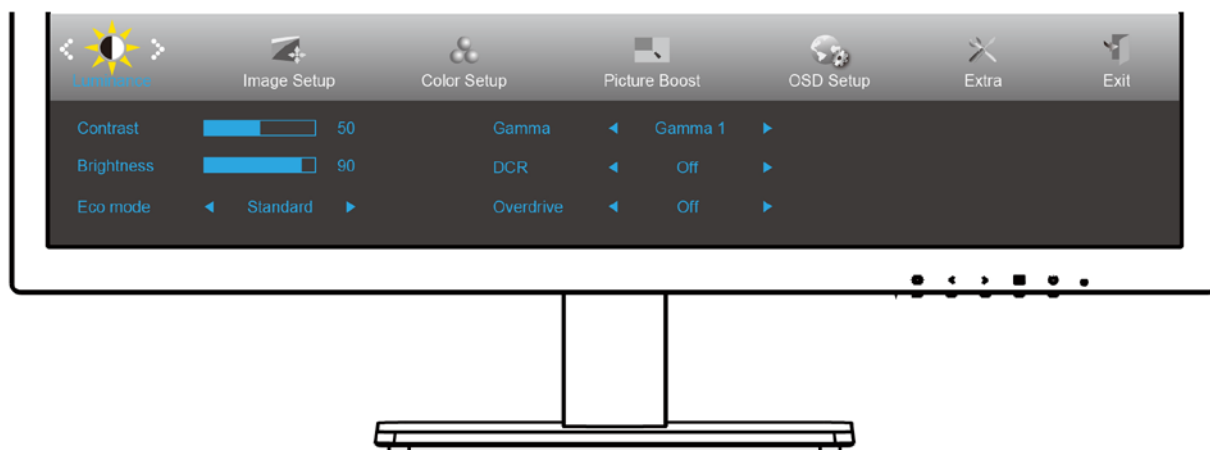 Luminance Image Setup Color Setup Picture Boost OSD Setup Extra Exit
Contrast 50 Gamma Gamma 1
Brightness 90 DCR Off
Eco mode Standard Overdrive Off